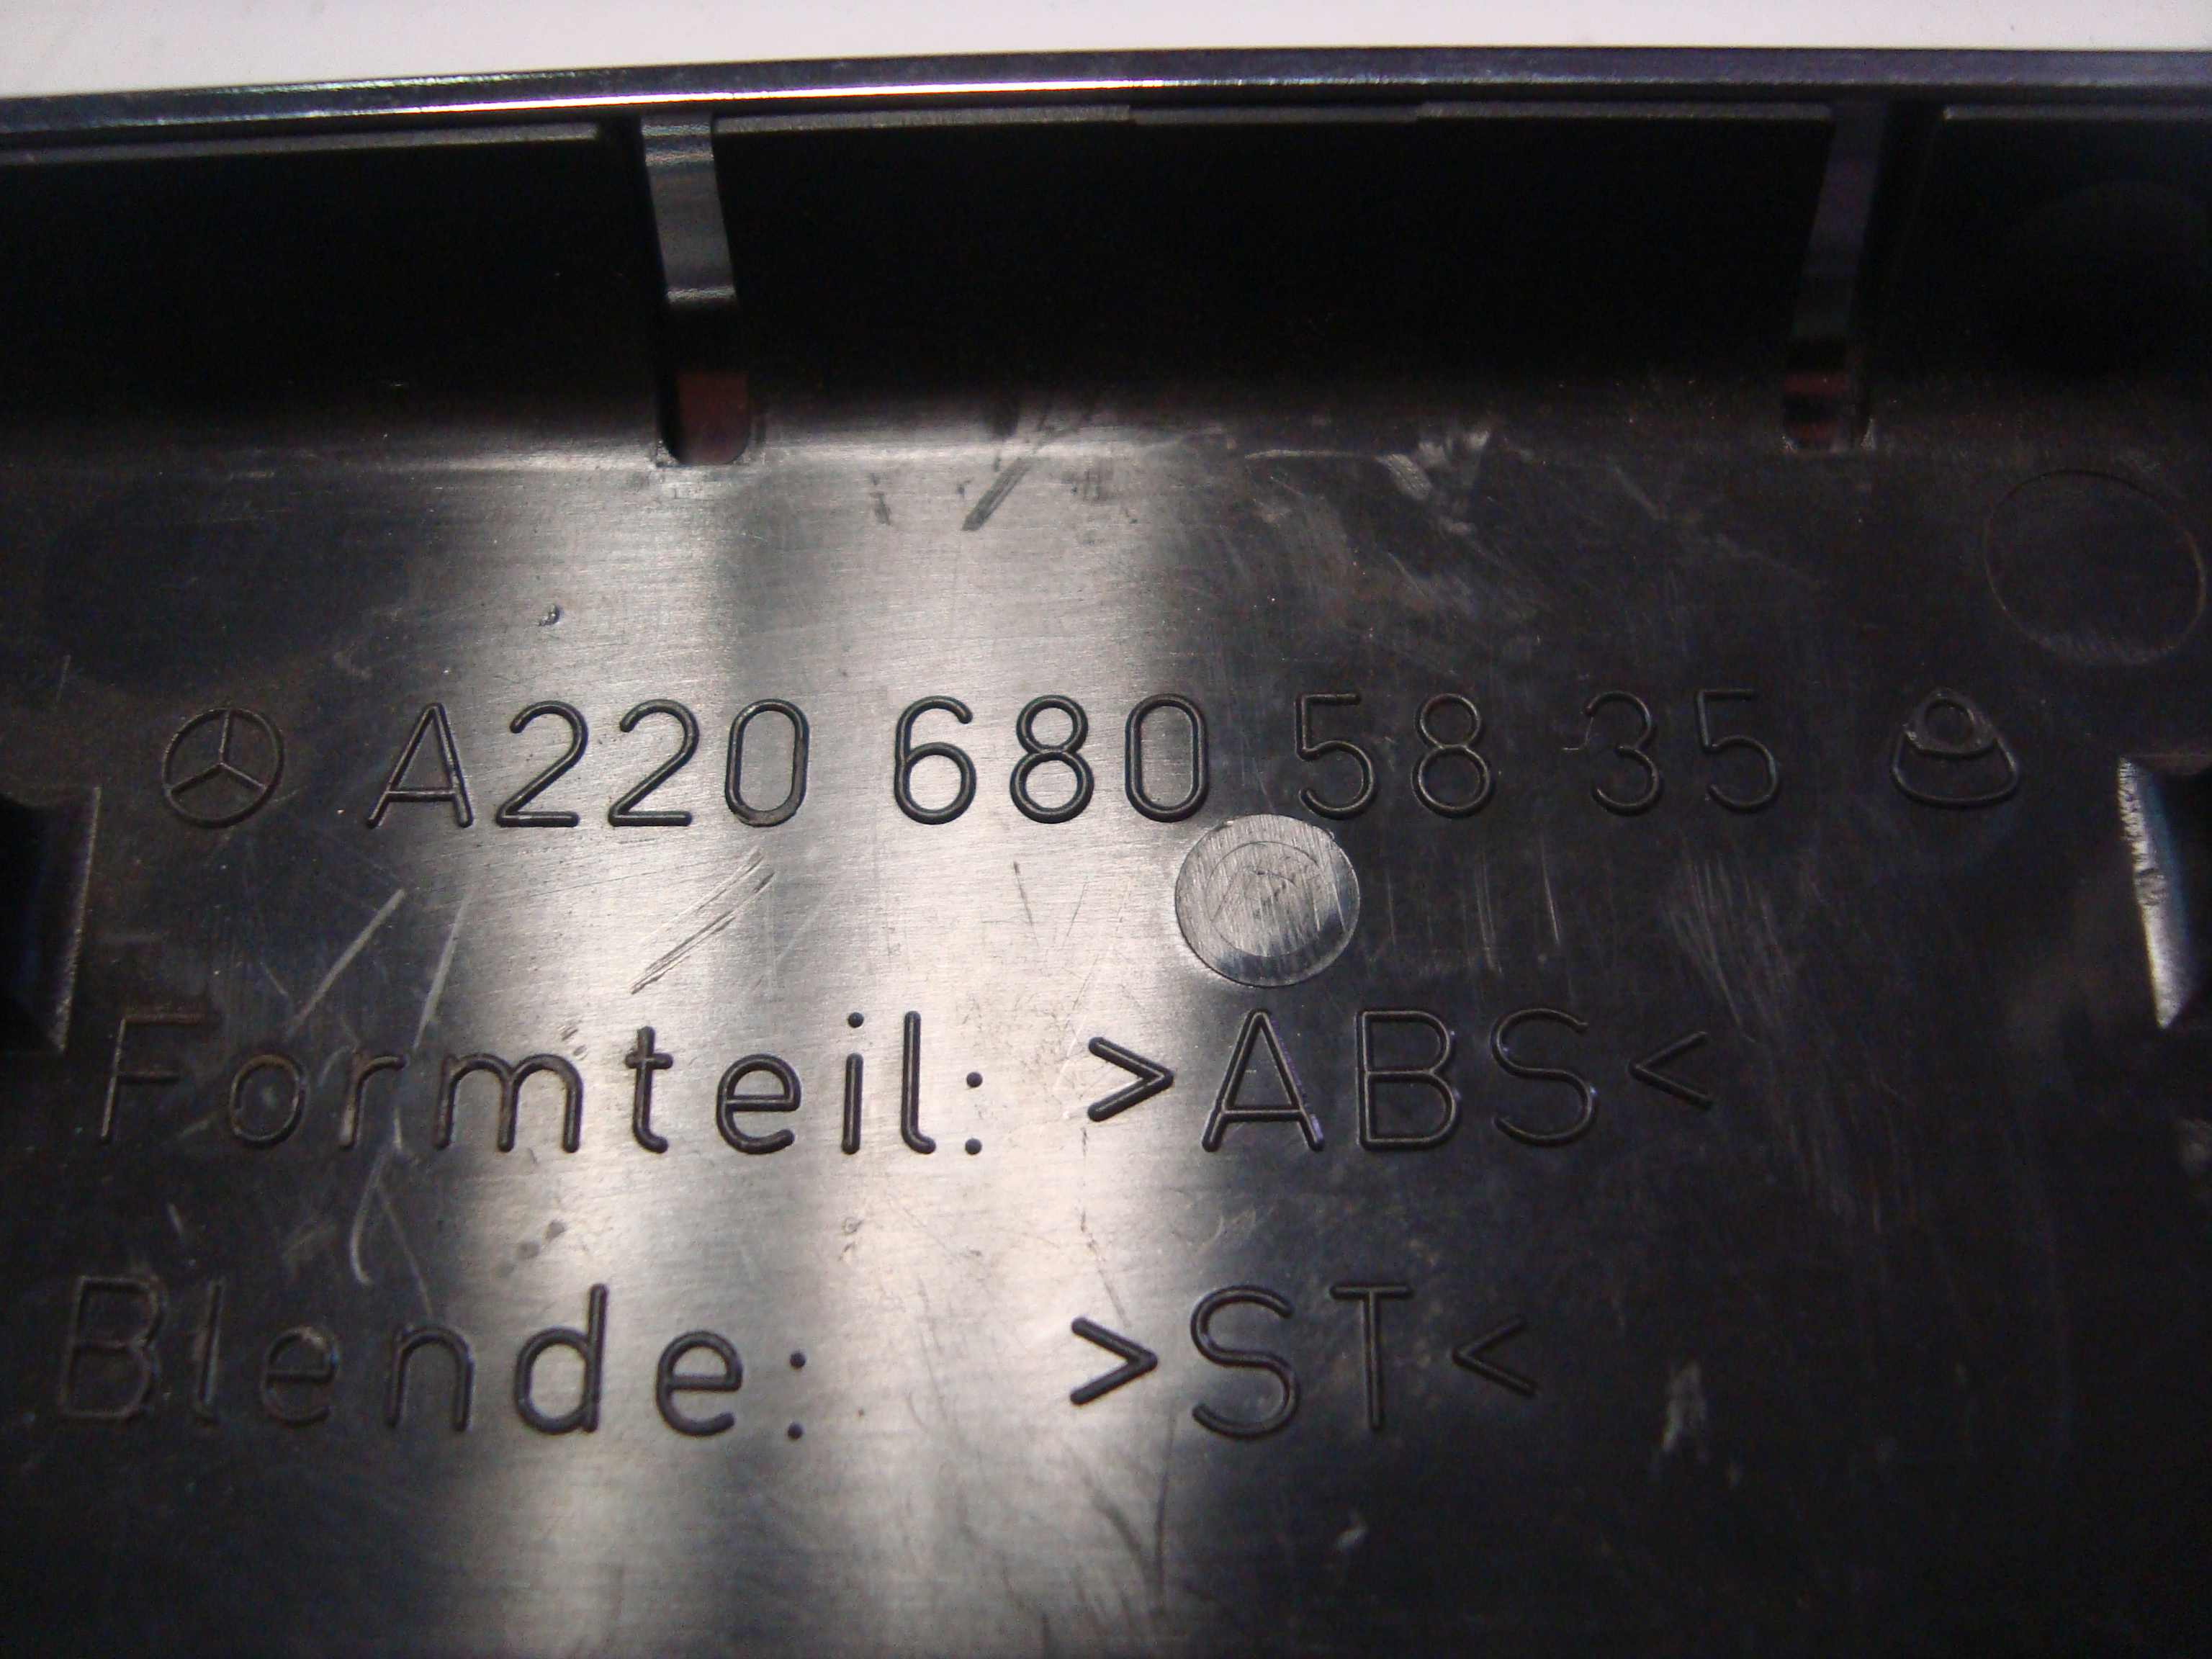 A220 680 58 35
Formteil: >ABS<
Blende: >ST<